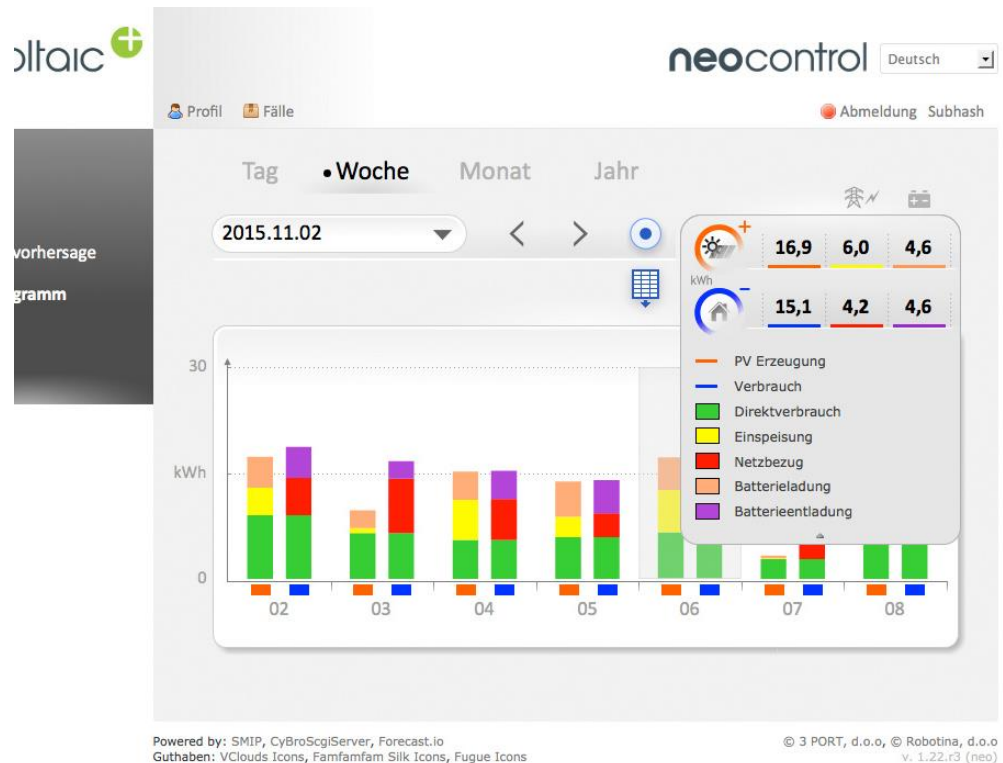 oltaic
neocontrol Deutsch
Profil Fälle Abmeldung Subhash
Tag •Woche Monat Jahr
2015.11.02
vorhersage
gramm
16,9 6,0 4,6
kWh
15,1 4,2 4,6
PV Erzeugung
Verbrauch
Direktverbrauch
Einspeisung
Netzbezug
Batterieladung
Batterieentladung
30
kWh
0
02 03 04 05 06 07 08
Powered by: SMIP, CyBroScgiServer, Forecast.io
Guthaben: VClouds Icons, Famfamfam Silk Icons, Fugue Icons
© 3 PORT, d.o.o, © Robotina, d.o.o
v. 1.22.r3 (neo)